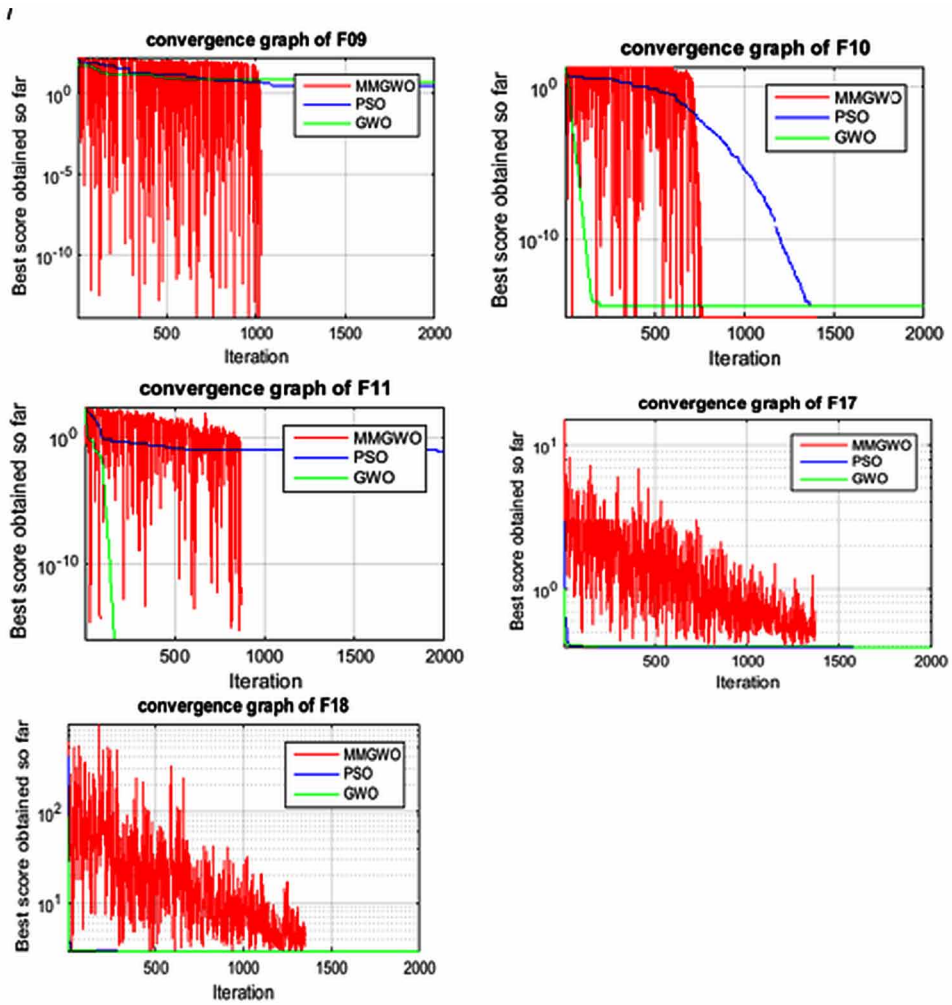 convergence graph of F09
Best score obtained so far
10^0
10^-5
10^-10
MMGWO
PSO
GWO
500
1000
1500
2000
Iteration
convergence graph of F10
Best score obtained so far
10^0
10^-10
MMGWO
PSO
GWO
500
1000
1500
2000
Iteration
convergence graph of F11
Best score obtained so far
10^0
10^-10
MMGWO
PSO
GWO
500
1000
1500
2000
Iteration
convergence graph of F17
Best score obtained so far
10^1
10^0
MMGWO
PSO
GWO
500
1000
1500
2000
Iteration
convergence graph of F18
Best score obtained so far
10^2
10^1
MMGWO
PSO
GWO
500
1000
1500
2000
Iteration